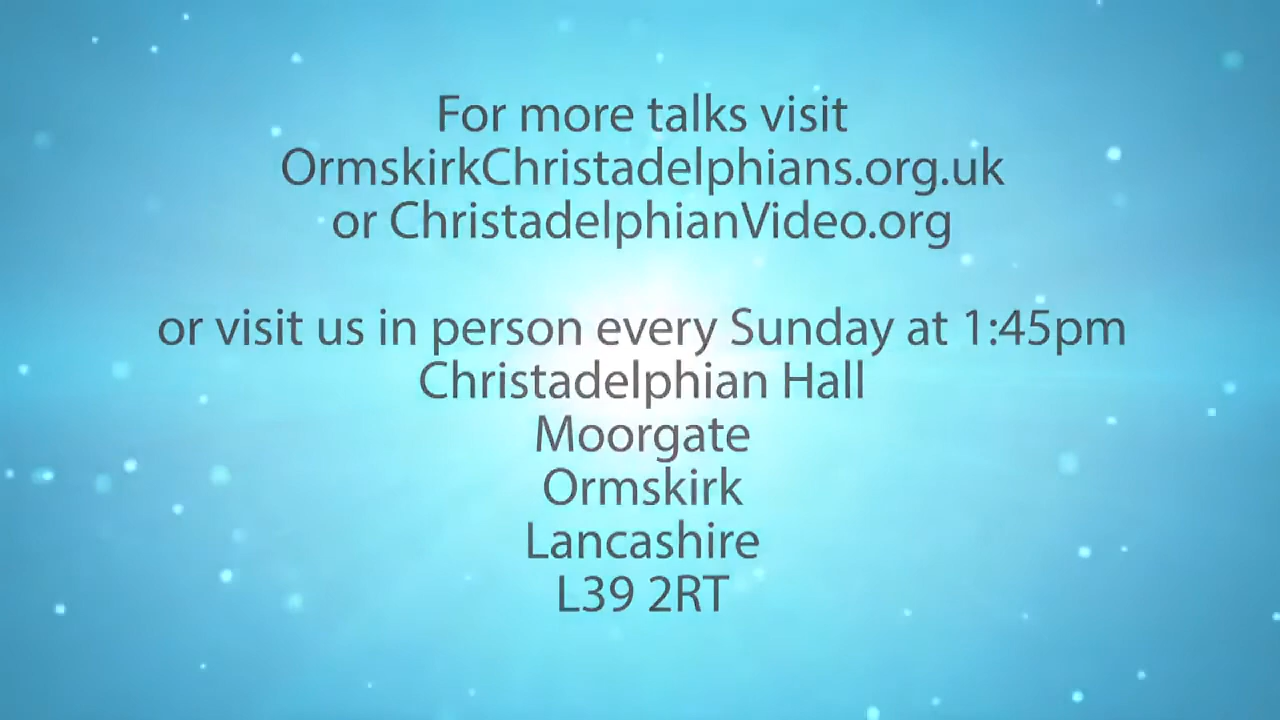 For more talks visit
OrmskirkChristadelphians.org.uk
or ChristadelphianVideo.org
or visit us in person every Sunday at 1:45pm
Christadelphian Hall
Moorgate
Ormskirk
Lancashire
L39 2RT